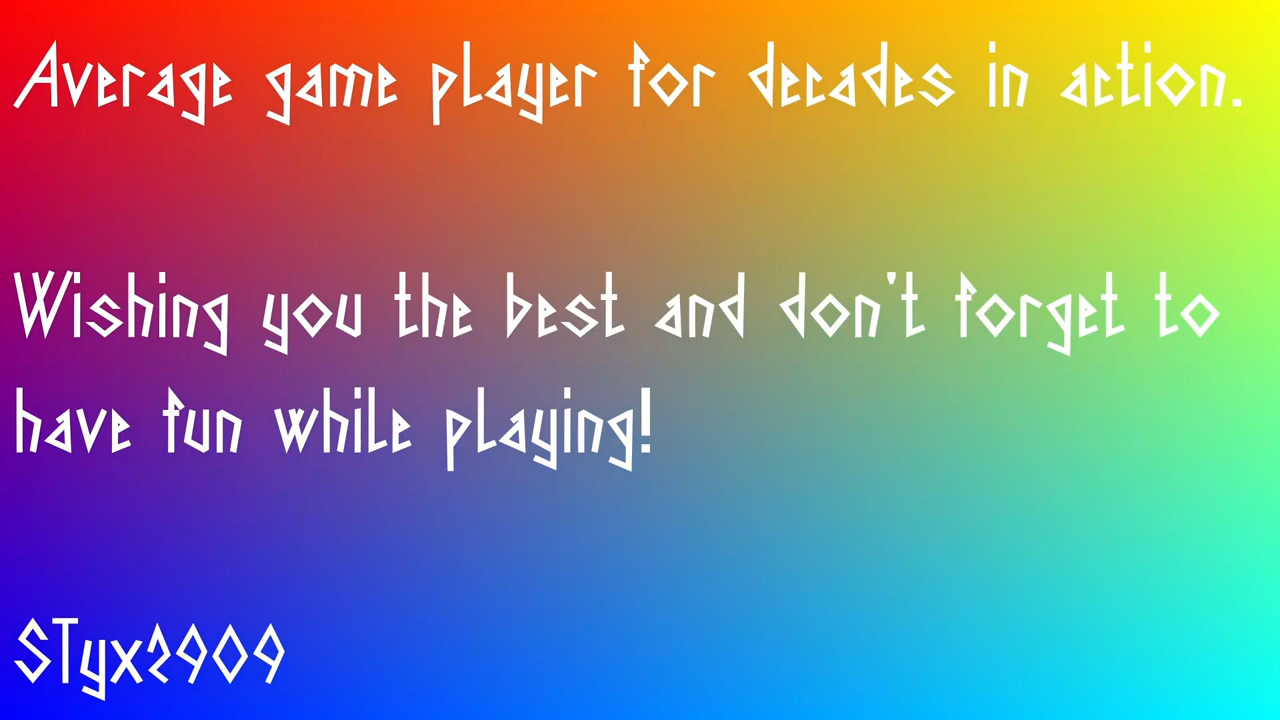 Average game player for decades in action.
Wishing you the best and don't forget to
have fun while playing!
STyx2909